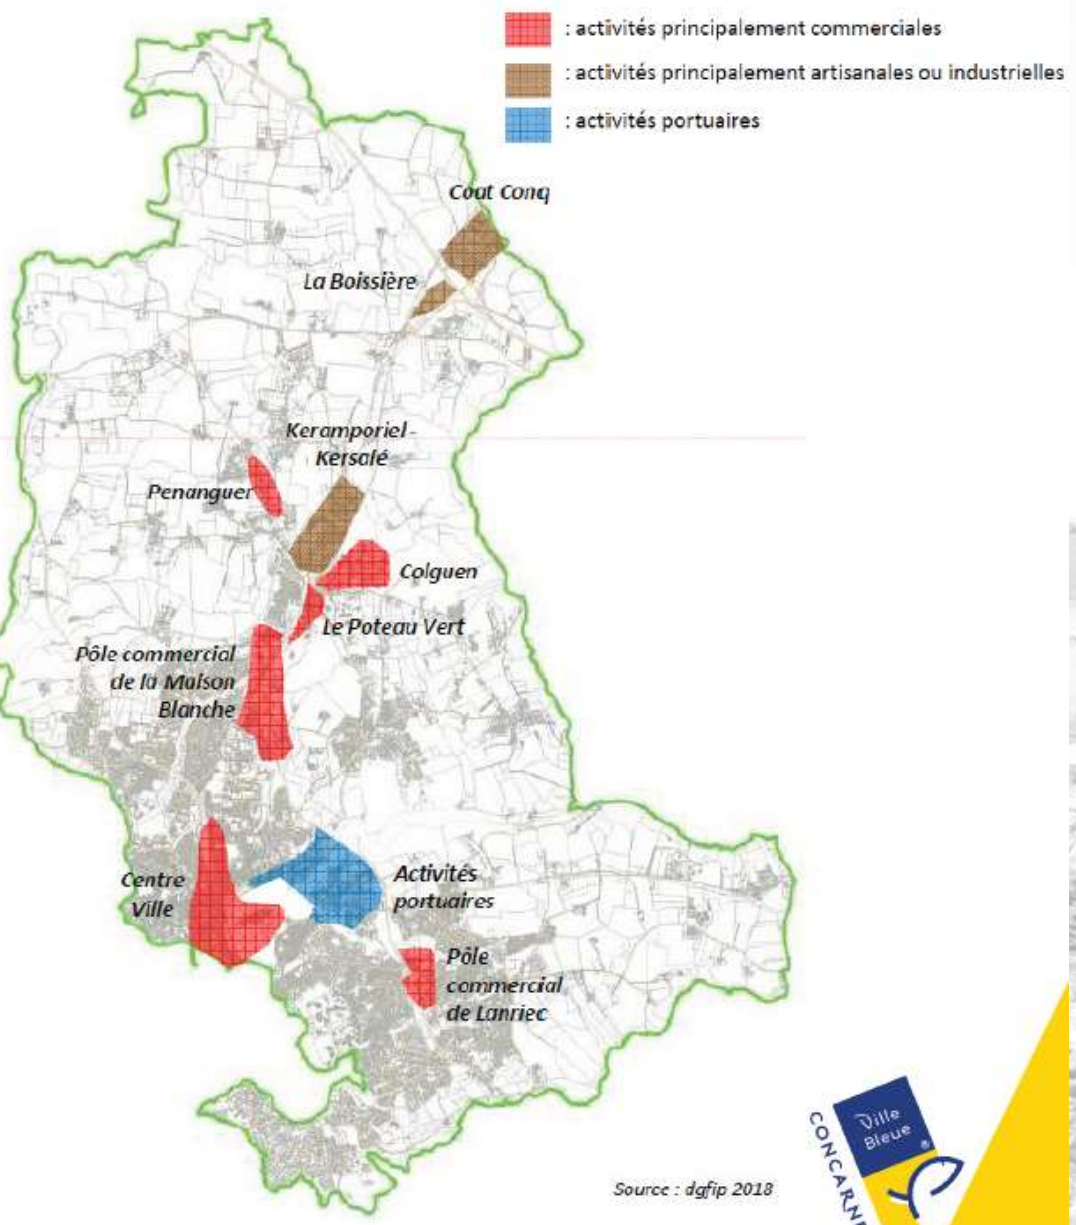 : activités principalement commerciales
: activités principalement artisanales ou industrielles
: activités portuaires
Coat Conq
La Boissière
Keramporiel -
Kersalé
Penanguer
Colguen
Le Poteau Vert
Pôle commercial
de la Maison
Blanche
Centre
Ville
Activités
portuaires
Pôle
commercial
de Lanriec
Source : dgfip 2018
Ville
Bleue
®
CONCARNE